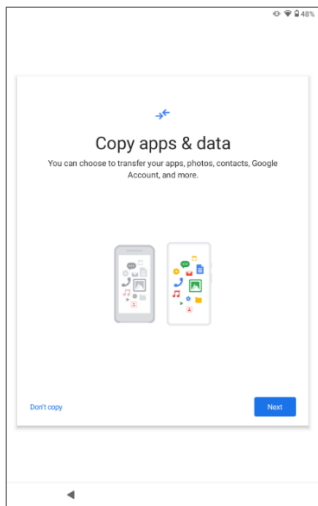 48%
Copy apps & data
You can choose to transfer your apps, photos, contacts, Google
Account, and more.
Don't copy
Next